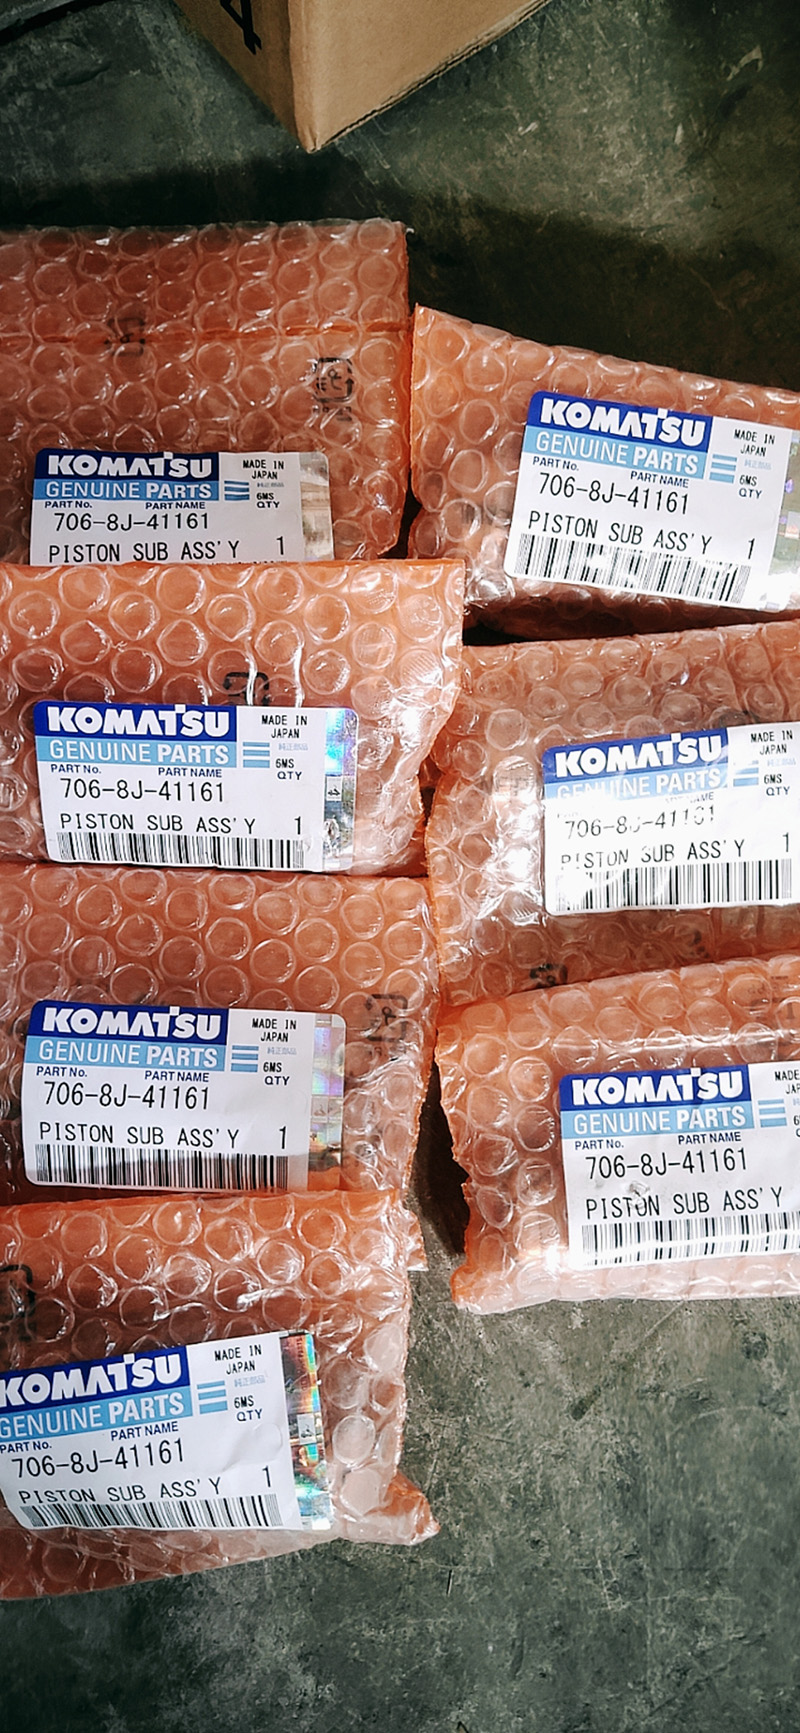 4
KOMATSU
GENUINE PARTS
MADE IN
JAPAN
PART No. PART NAME
6MS
QTY
706-8J-41161
PISTON SUB ASS'Y 1
KOMATSU
GENUINE PARTS
MADE IN
JAPAN
PART No. PART NAME
6MS
QTY
706-8J-41161
PISTON SUB ASS'Y 1
KOMATSU
GENUINE PARTS
MADE IN
JAPAN
PART No. PART NAME
6MS
QTY
706-8J-41161
PISTON SUB ASS'Y 1
KOMATSU
GENUINE PARTS
MADE IN
JAPAN
6MS
QTY
706-8J-41161
PISTON SUB ASS'Y 1
KOMATSU
GENUINE PARTS
MADE IN
JAPAN
PART No. PART NAME
6MS
QTY
706-8J-41161
PISTON SUB ASS'Y 1
KOMATSU
GENUINE PARTS
MADE
PART No. PART NAME
706-8J-41161
PISTON SUB ASS'Y
KOMATSU
GENUINE PARTS
MADE IN
JAPAN
PART No. PART NAME
6MS
QTY
706-8J-41161
PISTON SUB ASS'Y 1